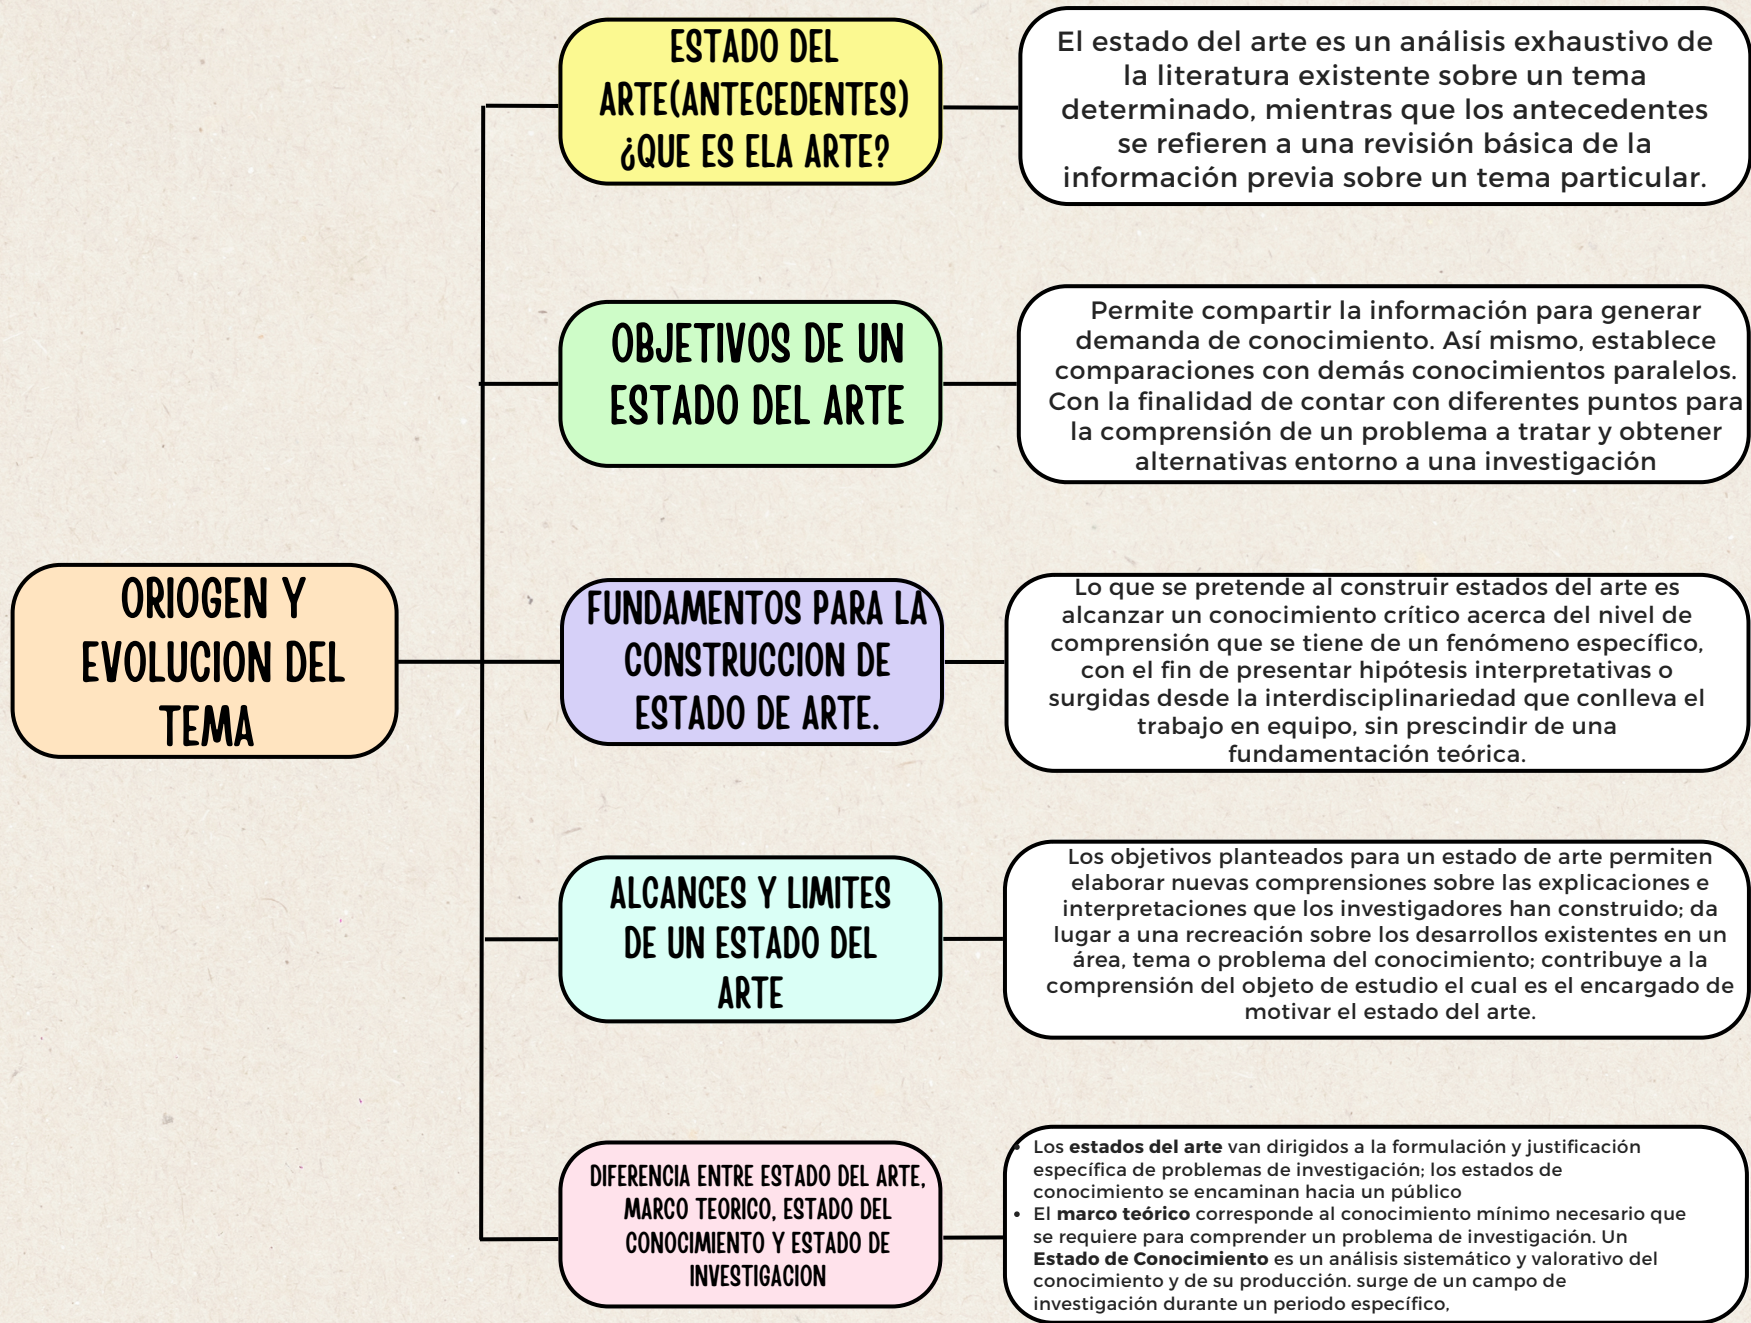 ESTADO DEL
ARTE(ANTECEDENTES)
¿QUE ES ELA ARTE?
El estado del arte es un análisis exhaustivo de
la literatura existente sobre un tema
determinado, mientras que los antecedentes
se refieren a una revisión básica de la
información previa sobre un tema particular.
OBJETIVOS DE UN
ESTADO DEL ARTE
Permite compartir la información para generar
demanda de conocimiento. Así mismo, establece
comparaciones con demás conocimientos paralelos.
Con la finalidad de contar con diferentes puntos para
la comprensión de un problema a tratar y obtener
alternativas entorno a una investigación
ORIOGEN Y
EVOLUCION DEL
TEMA
FUNDAMENTOS PARA LA
CONSTRUCCION DE
ESTADO DE ARTE.
Lo que se pretende al construir estados del arte es
alcanzar un conocimiento crítico acerca del nivel de
comprensión que se tiene de un fenómeno específico,
con el fin de presentar hipótesis interpretativas o
surgidas desde la interdisciplinariedad que conlleva el
trabajo en equipo, sin prescindir de una
fundamentación teórica.
ALCANCES Y LIMITES
DE UN ESTADO DEL
ARTE
Los objetivos planteados para un estado de arte permiten
elaborar nuevas comprensiones sobre las explicaciones e
interpretaciones que los investigadores han construido; da
lugar a una recreación sobre los desarrollos existentes en un
área, tema o problema del conocimiento; contribuye a la
comprensión del objeto de estudio el cual es el encargado de
motivar el estado del arte.
DIFERENCIA ENTRE ESTADO DEL ARTE,
MARCO TEORICO, ESTADO DEL
CONOCIMIENTO Y ESTADO DE
INVESTIGACION
• Los estados del arte van dirigidos a la formulación y justificación
específica de problemas de investigación; los estados de
conocimiento se encaminan hacia un público
• El marco teórico corresponde al conocimiento mínimo necesario que
se requiere para comprender un problema de investigación. Un
Estado de Conocimiento es un análisis sistemático y valorativo del
conocimiento y de su producción. surge de un campo de
investigación durante un periodo específico,